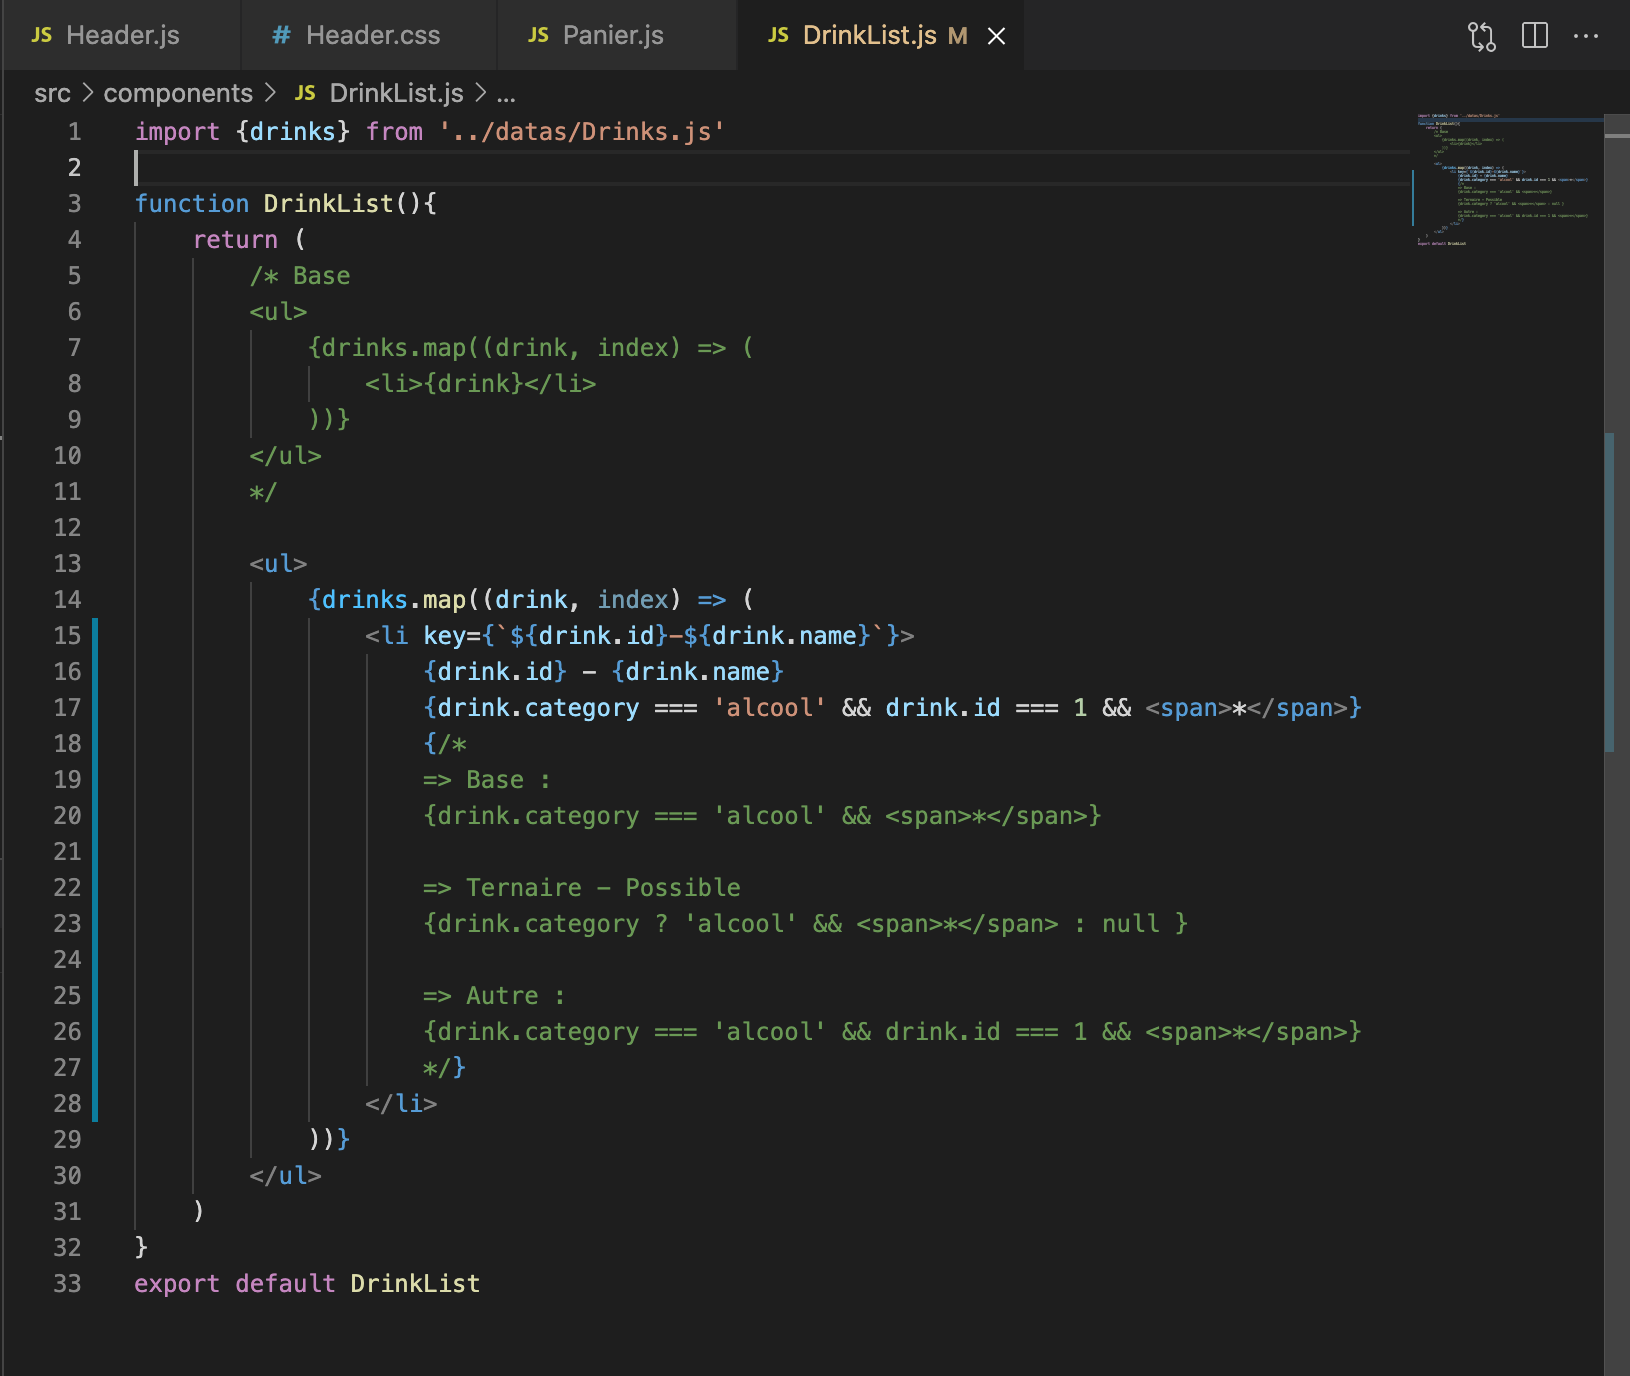 JS Header.js # Header.css JS Panier.js JS DrinkList.js M
src > components > JS DrinkList.js > ...
1 import {drinks} from '../datas/Drinks.js'
2
3 function DrinkList(){
4 return (
5 /* Base
6 <ul>
7 {drinks.map((drink, index) => (
8 <li>{drink}</li>
9 ))}
10 </ul>
11 */
12
13 <ul>
14 {drinks.map((drink, index) => (
15 <li key={`${drink.id}-${drink.name}`}>
16 {drink.id} - {drink.name}
17 {drink.category === 'alcool' && drink.id === 1 && <span>*</span>}
18 {/*
19 => Base :
20 {drink.category === 'alcool' && <span>*</span>}
21
22 => Ternaire - Possible
23 {drink.category ? 'alcool' && <span>*</span> : null }
24
25 => Autre :
26 {drink.category === 'alcool' && drink.id === 1 && <span>*</span>}
27 */}
28 </li>
29 ))}
30 </ul>
31 )
32 }
33 export default DrinkList